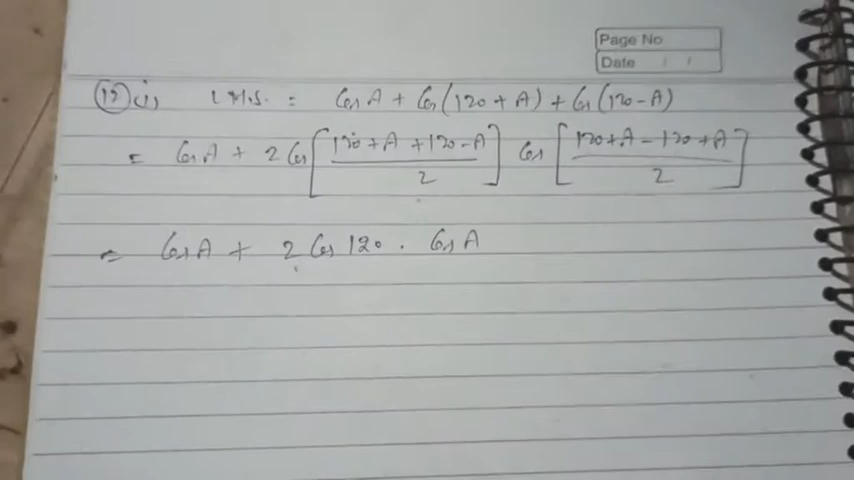 Page No
Date / /
(12) (i) L.H.S. = Cos A + Cos (120 + A) + Cos (120 - A)
= Cos A + 2 Cos [ (120 + A + 120 - A) / 2 ] Cos [ (120 + A - 120 + A) / 2 ]
= Cos A + 2 Cos 120 . Cos A